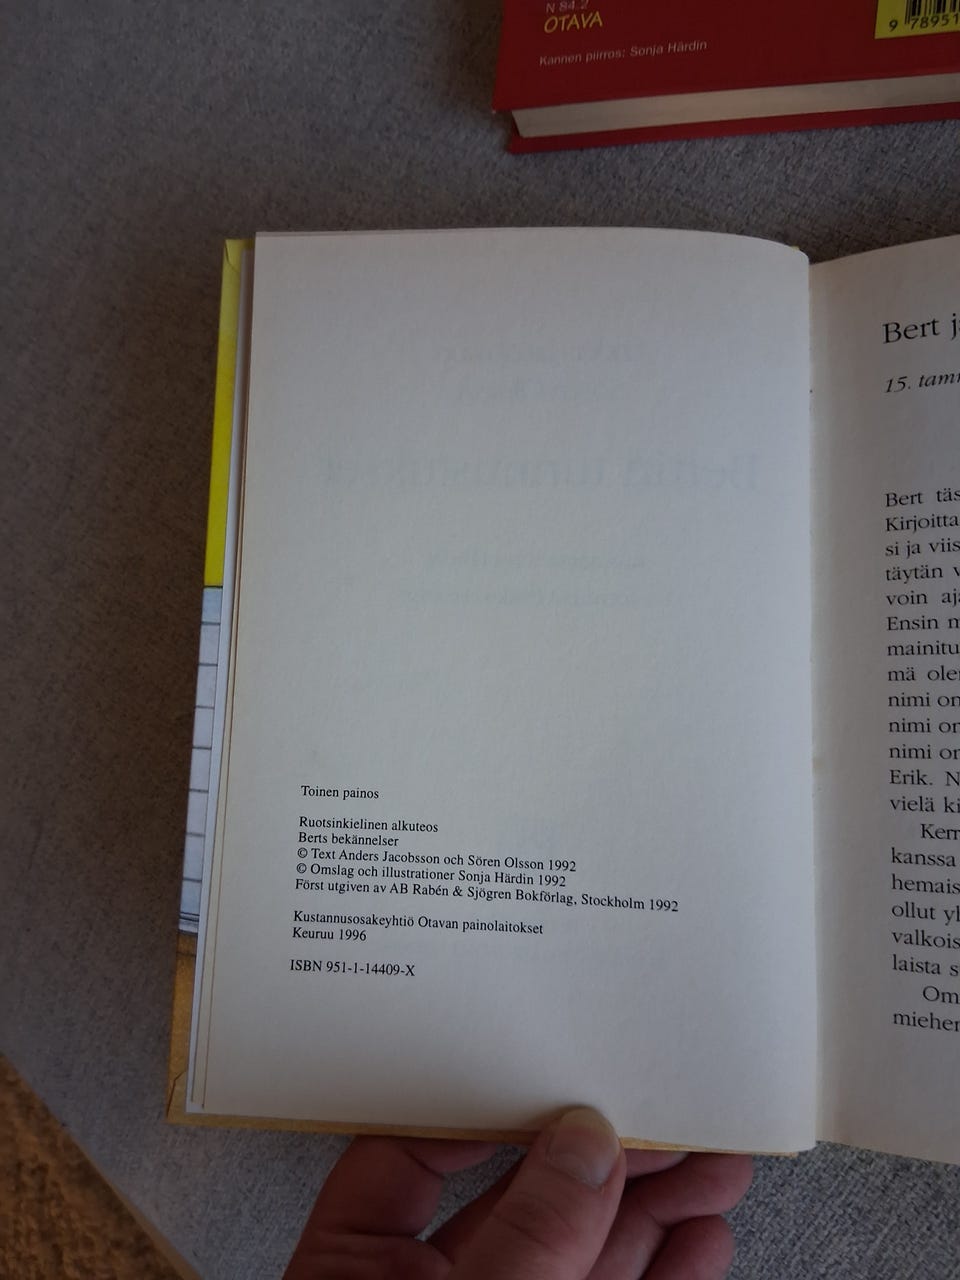 N 84.2
OTAVA
Kannen piirros: Sonja Härdin
9 78951
Toinen painos
Ruotsinkielinen alkuteos
Berts bekännelser
© Text Anders Jacobsson och Sören Olsson 1992
© Omslag och illustrationer Sonja Härdin 1992
Först utgiven av AB Rabén & Sjögren Bokförlag, Stockholm 1992
Kustannusosakeyhtiö Otavan painolaitokset
Keuruu 1996
ISBN 951-1-14409-X
Bert j
15. tam
Bert täs
Kirjoitta
si ja viis
täytän v
voin aj
Ensin m
mainitu
mä ole
nimi on
nimi on
nimi on
Erik. N
vielä ki
Kem
kanssa
hemais
ollut yl
valkois
laista s
Om
miehen